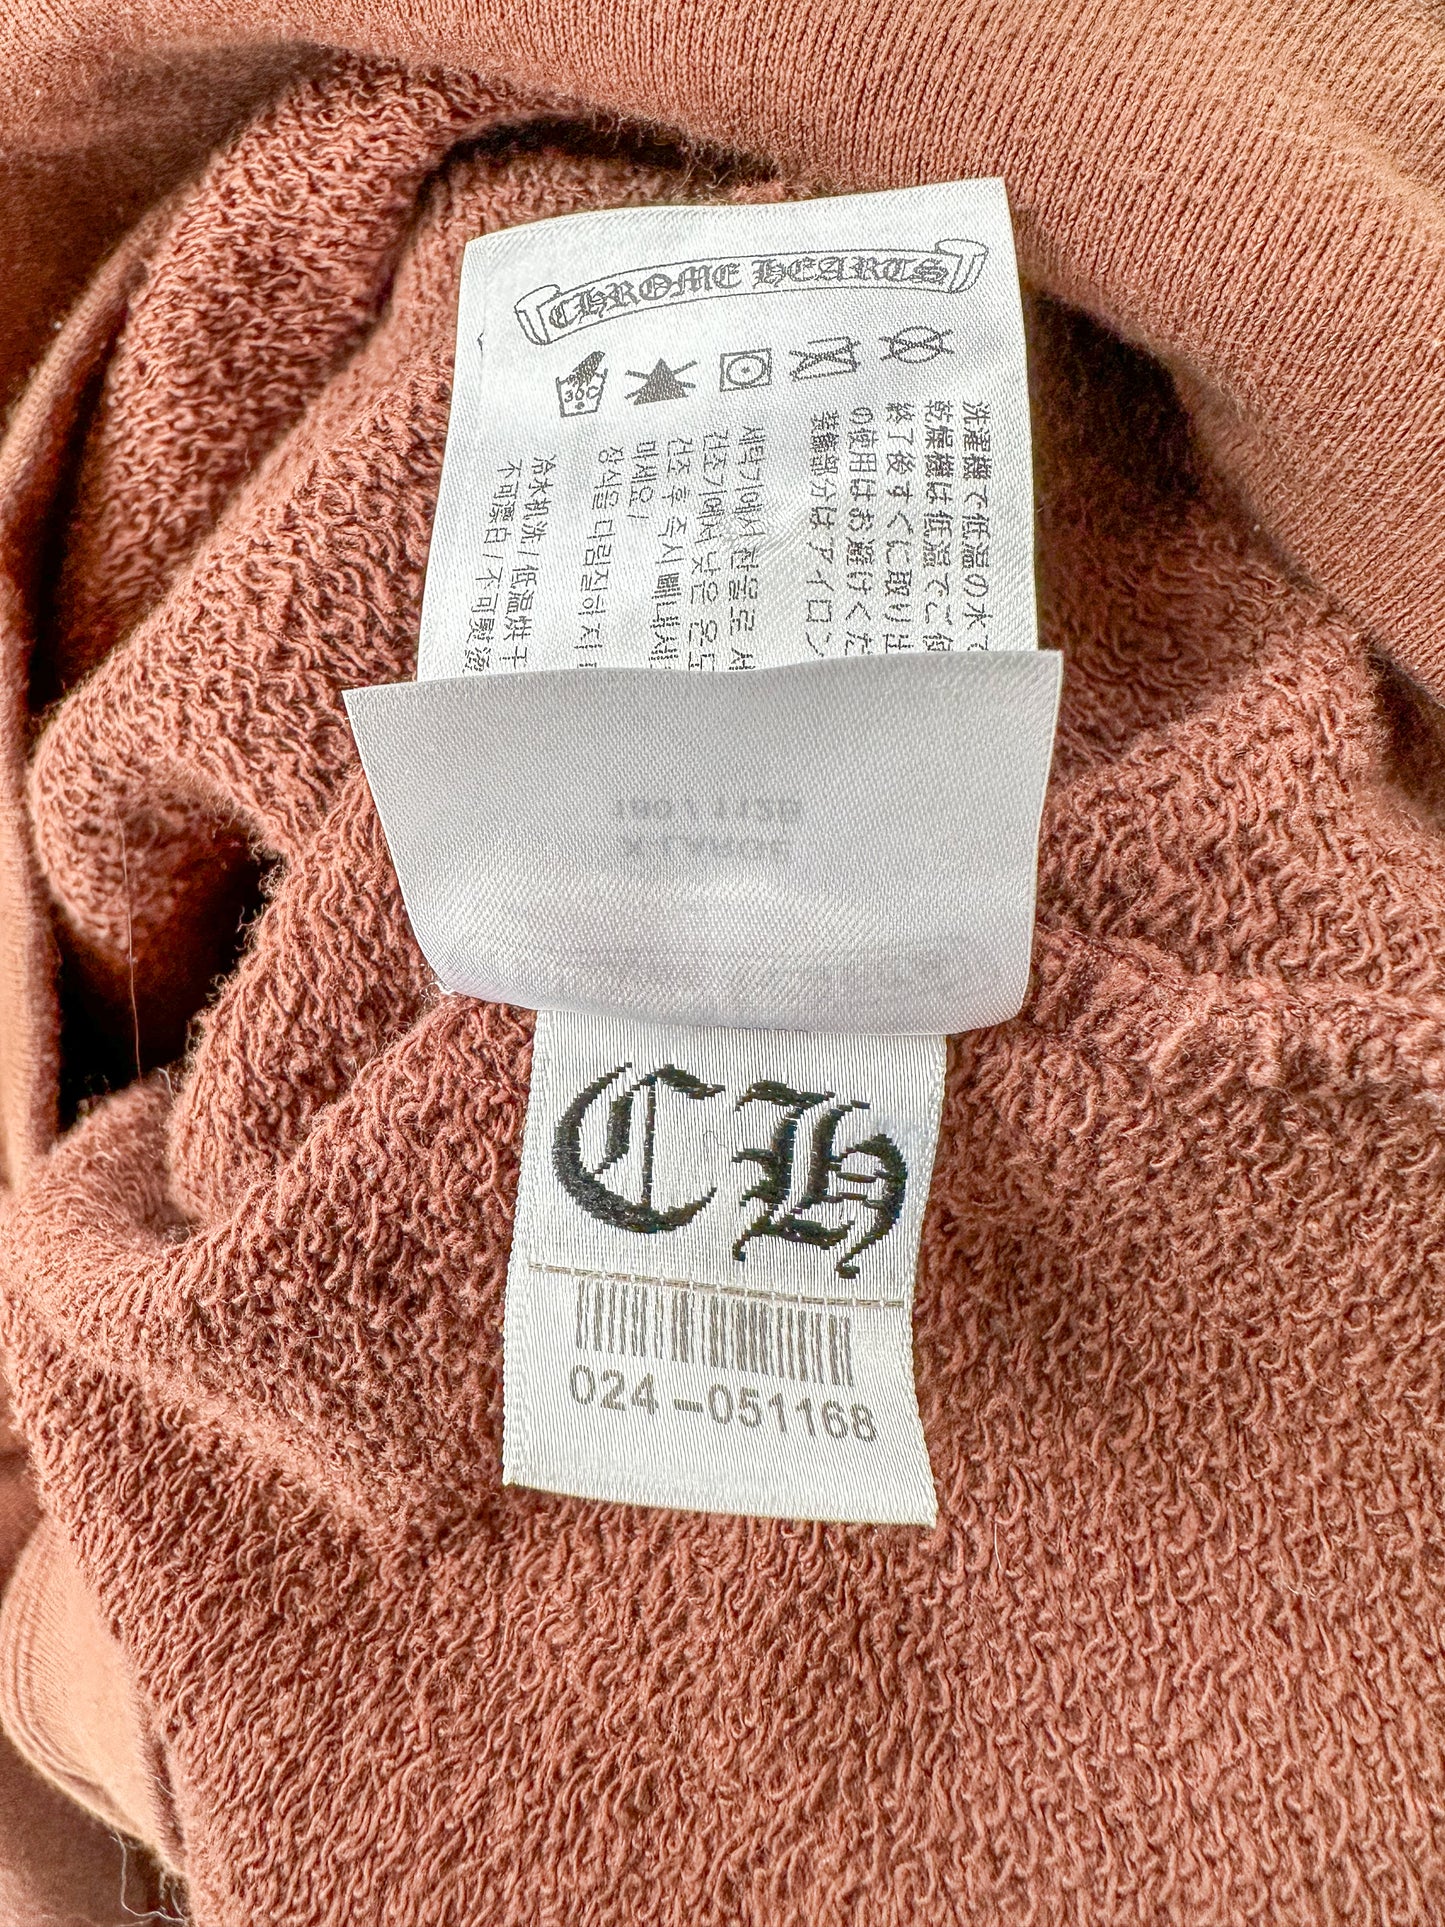 CHROME HEARTS
300
洗濯機で低温の水で
乾燥機は低温でご使
終了後すぐに取り出
の使用はお避けくだ
装飾部分はアイロン
세탁기에서 찬물로 세
건조기에서 낮은 온도
건조 후 즉시 빼내세
마세요/
장식을 다림질하지
冷水机洗/低温烘干
不可漂白/不可熨烫
CH
024-051168